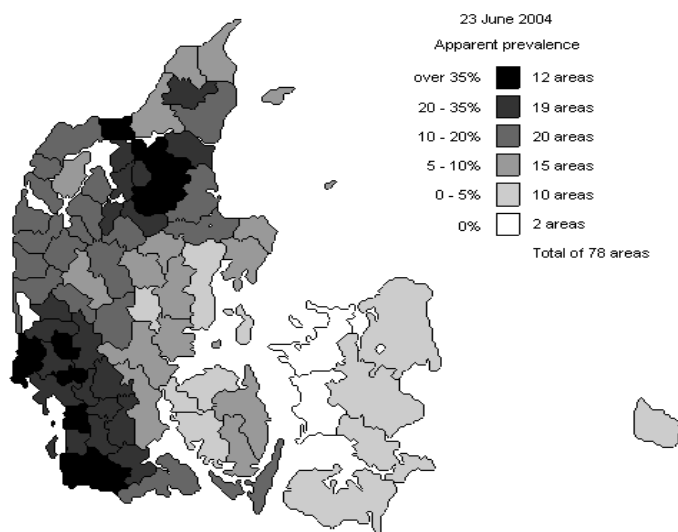 23 June 2004
Apparent prevalence
over 35% 12 areas
20 - 35% 19 areas
10 - 20% 20 areas
5 - 10% 15 areas
0 - 5% 10 areas
0% 2 areas
Total of 78 areas